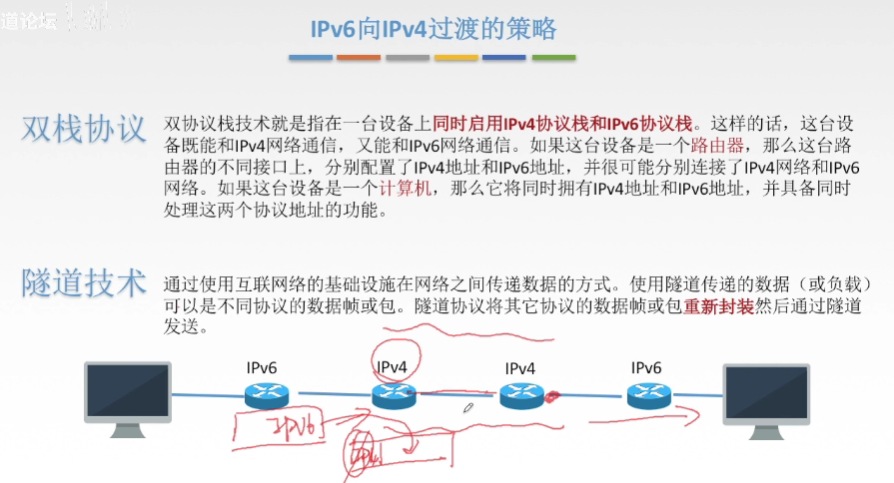 道论坛
IPv6向IPv4过渡的策略
双栈协议
双协议栈技术就是指在一台设备上同时启用IPv4协议栈和IPv6协议栈。这样的话，这台设
备既能和IPv4网络通信，又能和IPv6网络通信。如果这台设备是一个路由器，那么这台路
由器的不同接口上，分别配置了IPv4地址和IPv6地址，并很可能分别连接了IPv4网络和IPv6
网络。如果这台设备是一个计算机，那么它将同时拥有IPv4地址和IPv6地址，并具备同时
处理这两个协议地址的功能。
隧道技术
通过使用互联网络的基础设施在网络之间传递数据的方式。使用隧道传递的数据（或负载）
可以是不同协议的数据帧或包。隧道协议将其它协议的数据帧或包重新封装然后通过隧道
发送。
IPv6 IPv4 IPv4 IPv6
IPV6